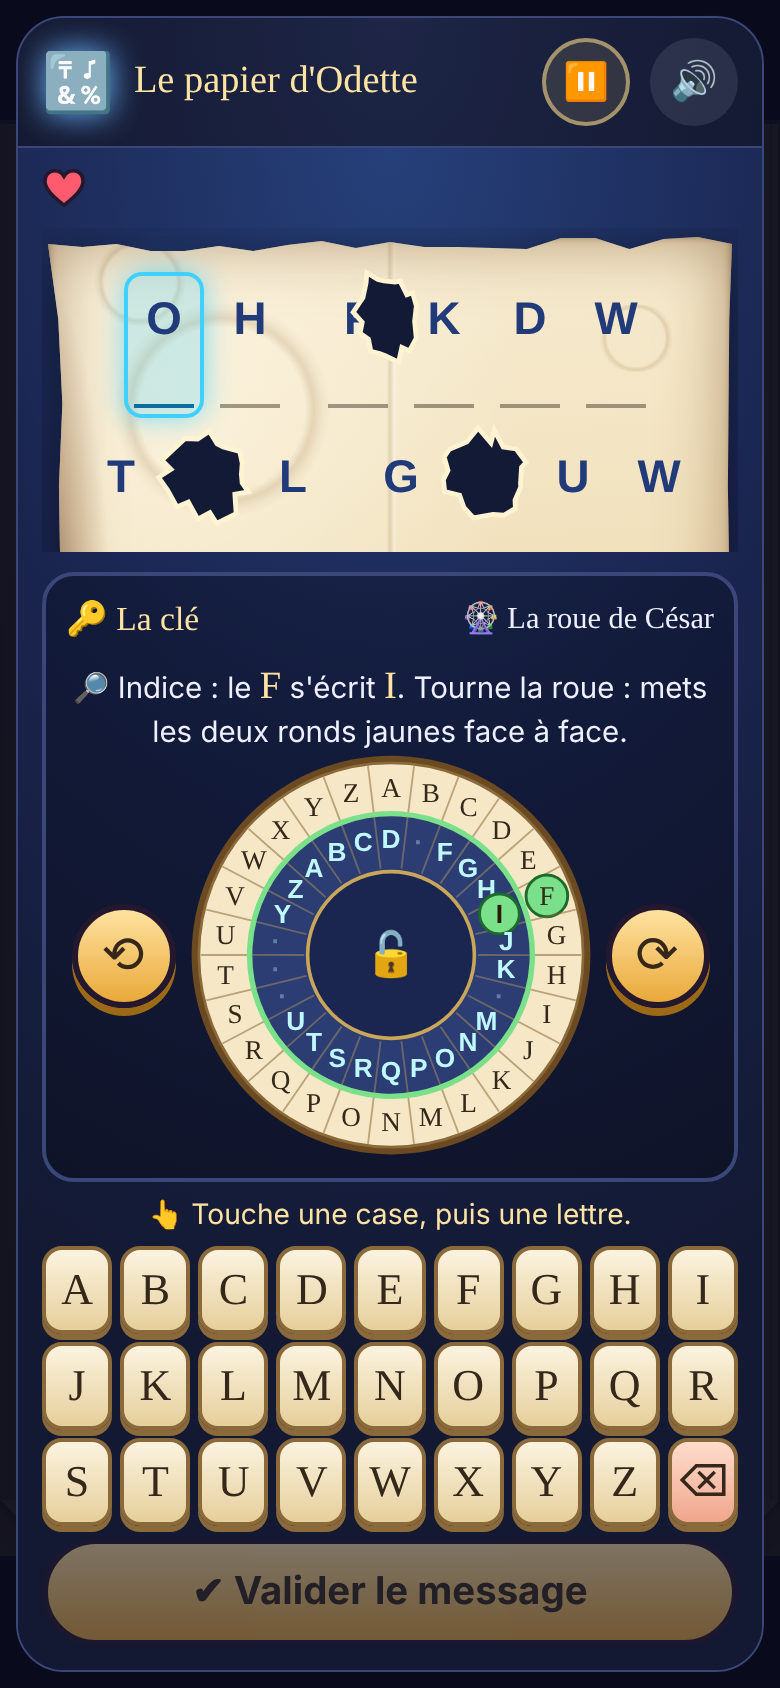 Le papier d'Odette
O H K D W
T L G U W
La clé
La roue de César
Indice : le F s'écrit I. Tourne la roue : mets
les deux ronds jaunes face à face.
A B C D E F G H I J K L M N O P Q R S T U V W X Y Z
D · F G H I J K · M N O P Q R S T U · · · Y Z A B C
Touche une case, puis une lettre.
A B C D E F G H I
J K L M N O P Q R
S T U V W X Y Z
✔ Valider le message